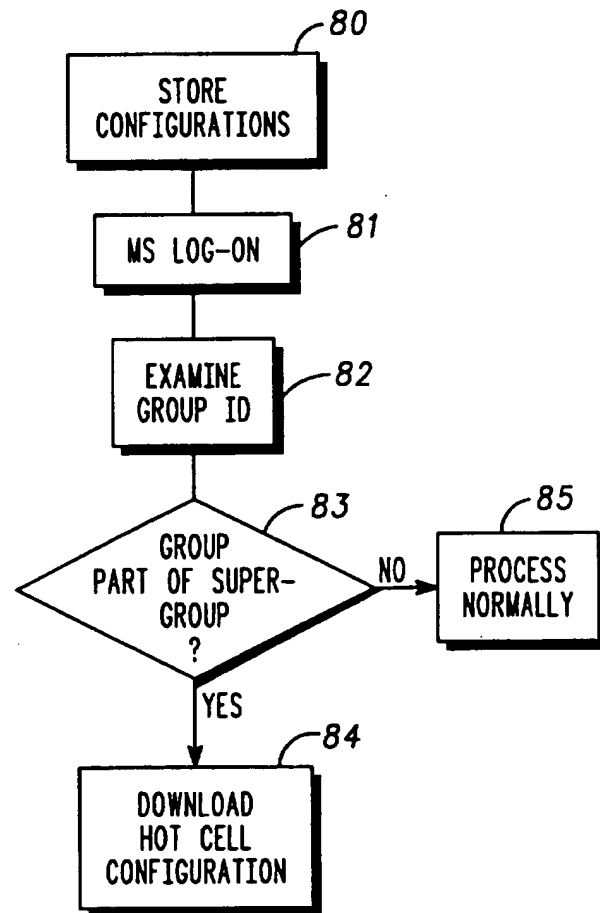 80
STORE
CONFIGURATIONS
81
MS LOG-ON
82
EXAMINE
GROUP ID
83
GROUP
PART OF SUPER-
GROUP
?
NO
85
PROCESS
NORMALLY
YES
84
DOWNLOAD
HOT CELL
CONFIGURATION